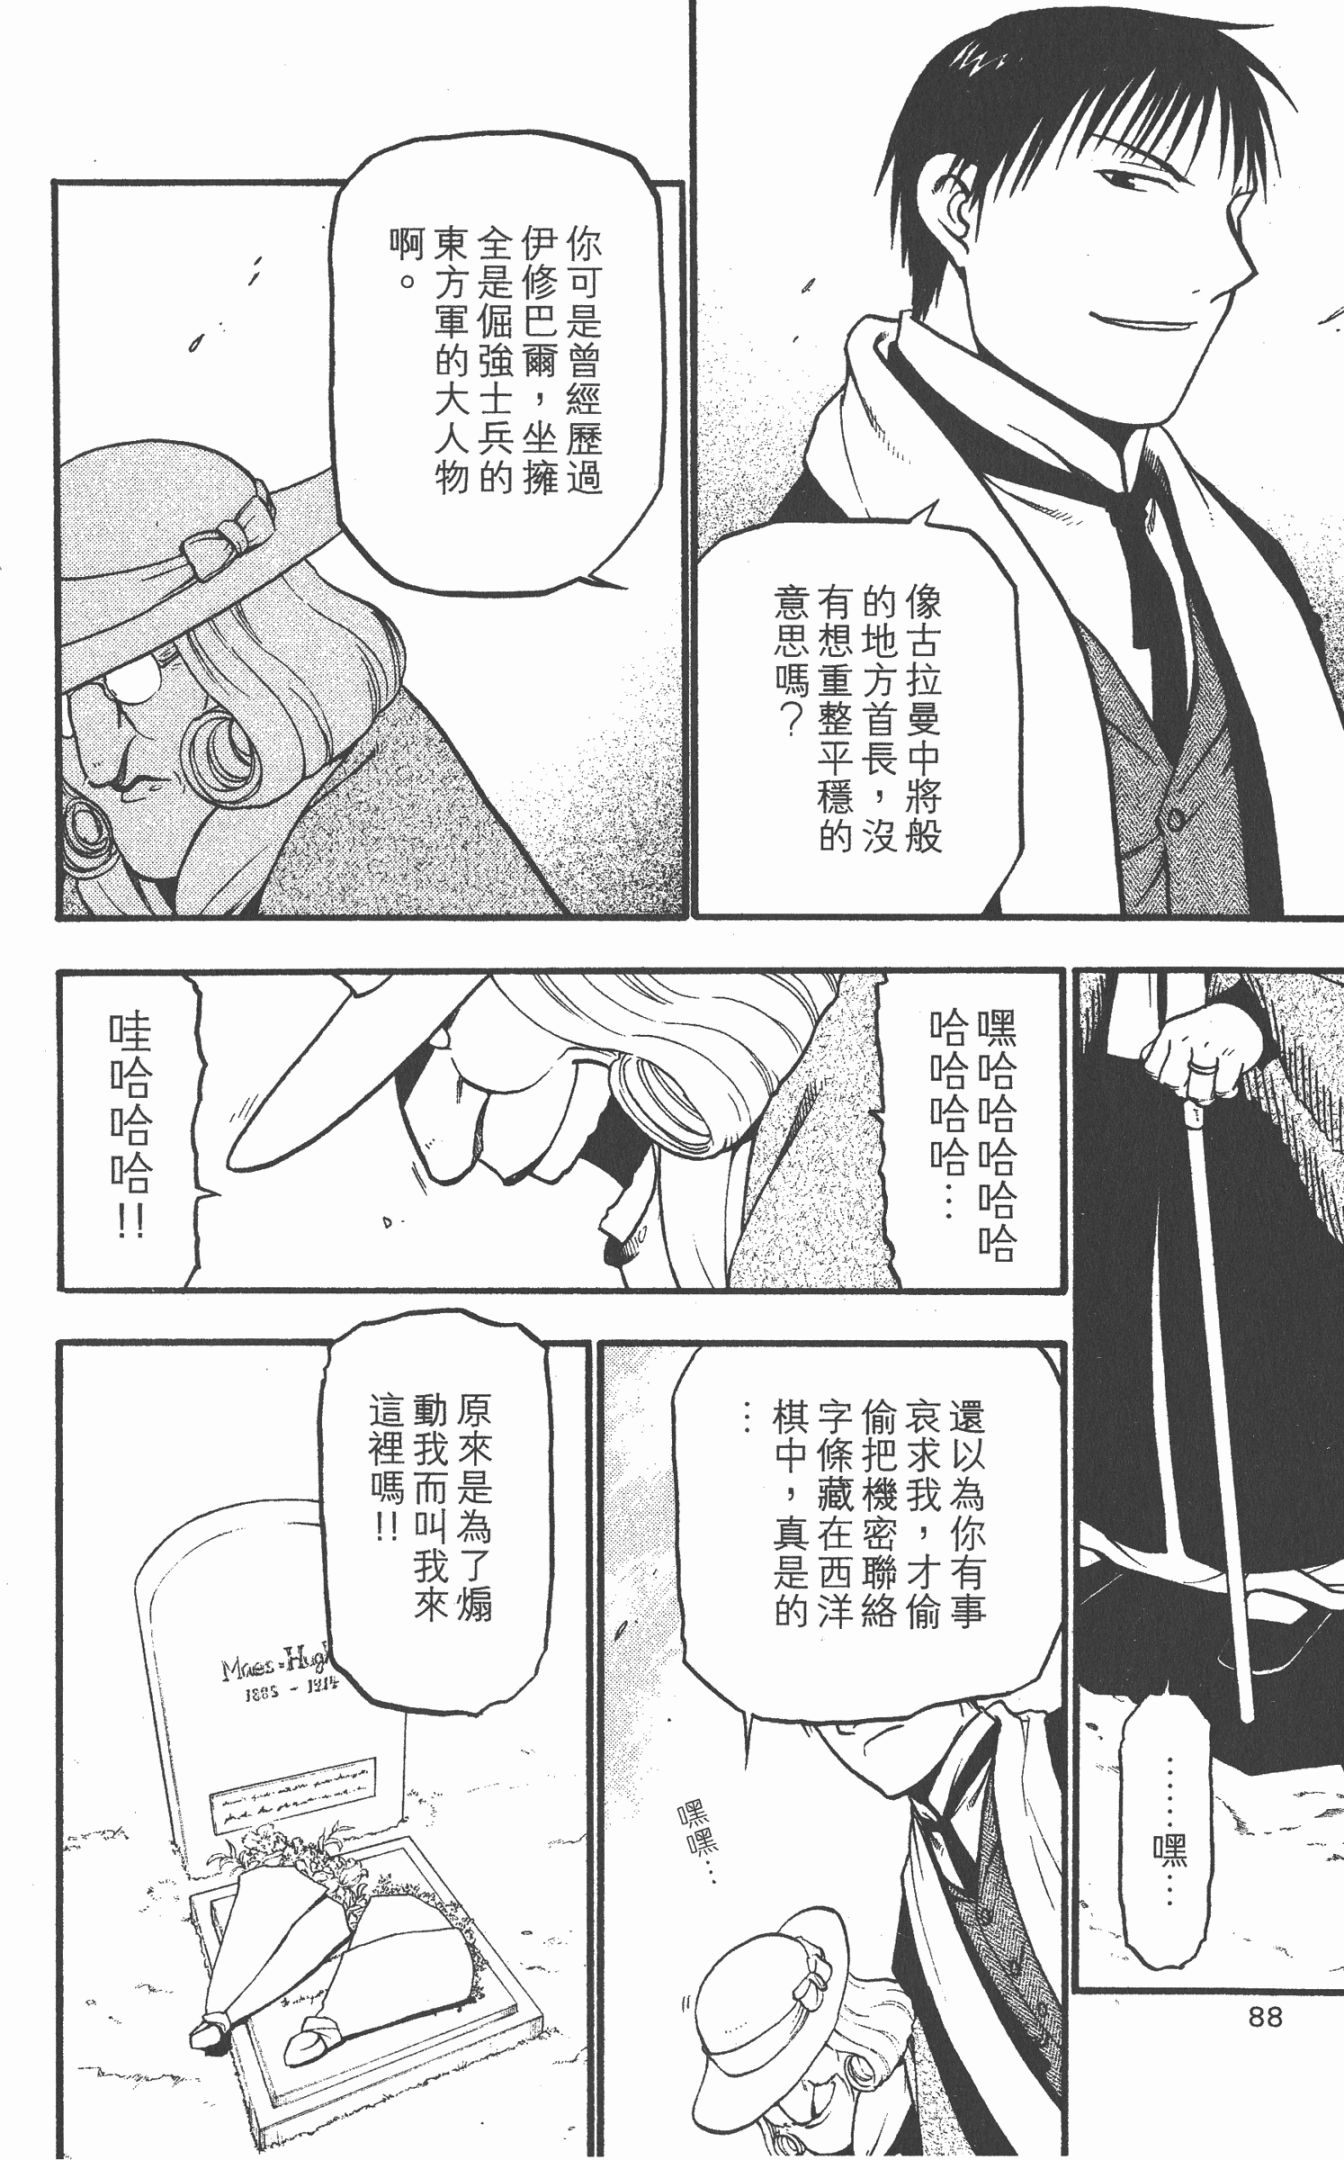 像古拉曼中將般
的地方首長，沒
有想重整平穩的
意思嗎？
你可是曾經歷過
伊修巴爾，坐擁
全是倔強士兵的
東方軍的大人物
啊。
………嘿……
嘿哈哈哈哈哈
哈哈哈哈…
哇哈哈哈!!
還以為你有事
哀求我，才偷
偷把機密聯絡
字條藏在西洋
棋中，真是的
…
嘿嘿…
原來是為了煽
動我而叫我來
這裡嗎!!
Maes=Hugh
1885 - 1914
88